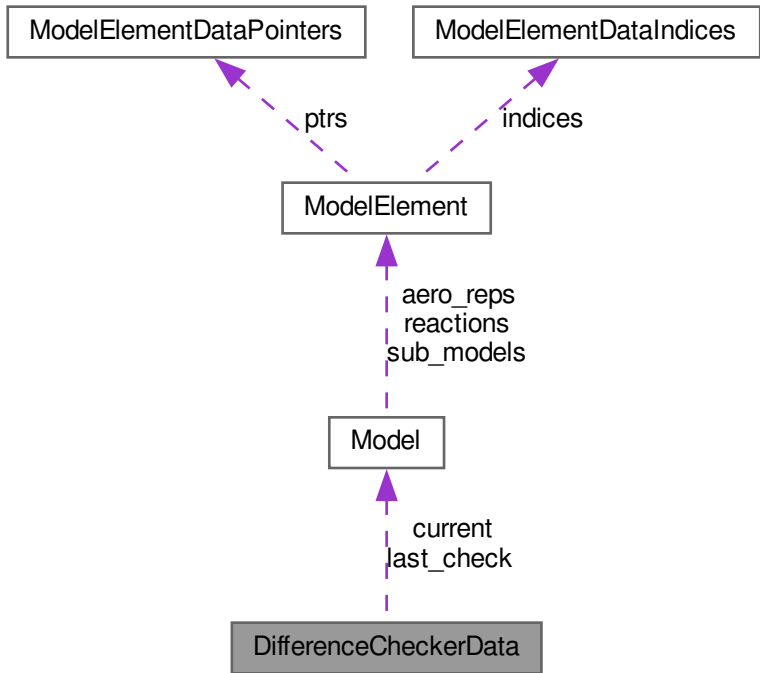 ModelElementDataPointers
ModelElementDataIndices
ptrs
indices
ModelElement
aero_reps
reactions
sub_models
Model
current
last_check
DifferenceCheckerData